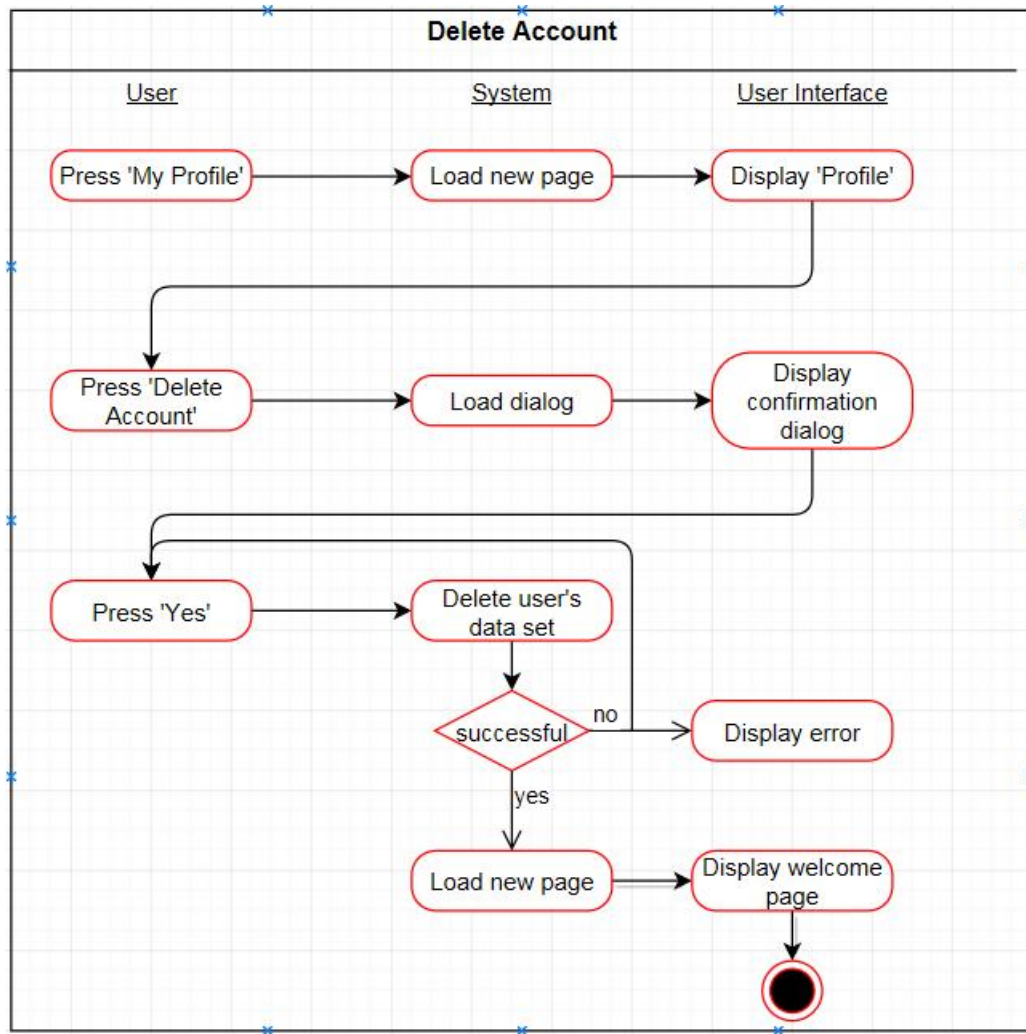 Delete Account
User
System
User Interface
Press 'My Profile'
Load new page
Display 'Profile'
Press 'Delete
Account'
Load dialog
Display
confirmation
dialog
Press 'Yes'
Delete user's
data set
successful
no
Display error
yes
Load new page
Display welcome
page